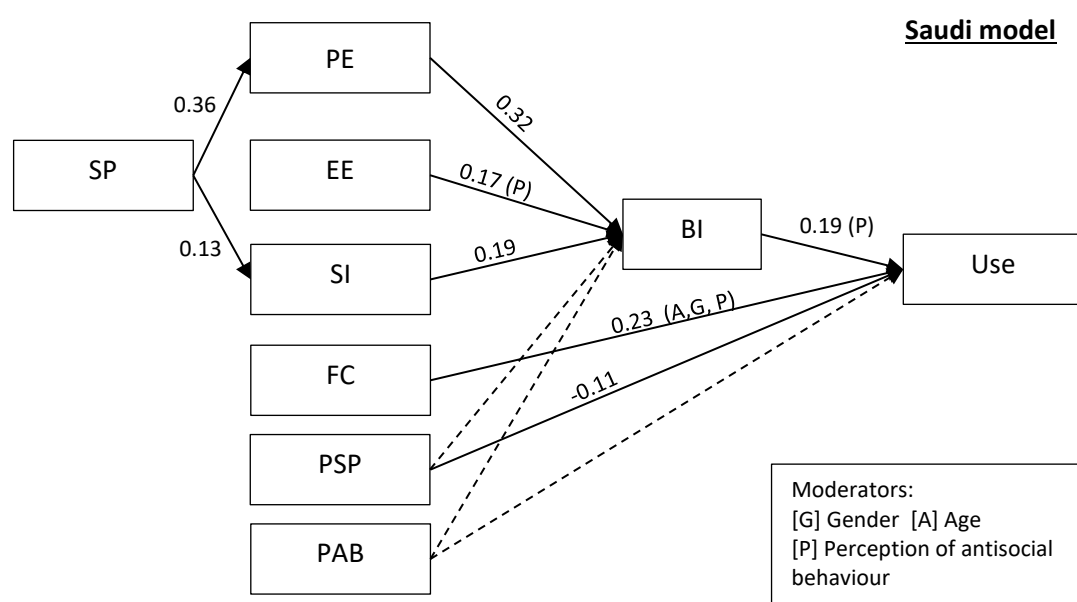 Saudi model
PE
0.36
0.32
SP
EE
0.17 (P)
BI
0.19 (P)
0.13
SI
0.19
Use
0.23 (A,G, P)
FC
-0.11
PSP
PAB
Moderators:
[G] Gender [A] Age
[P] Perception of antisocial
behaviour